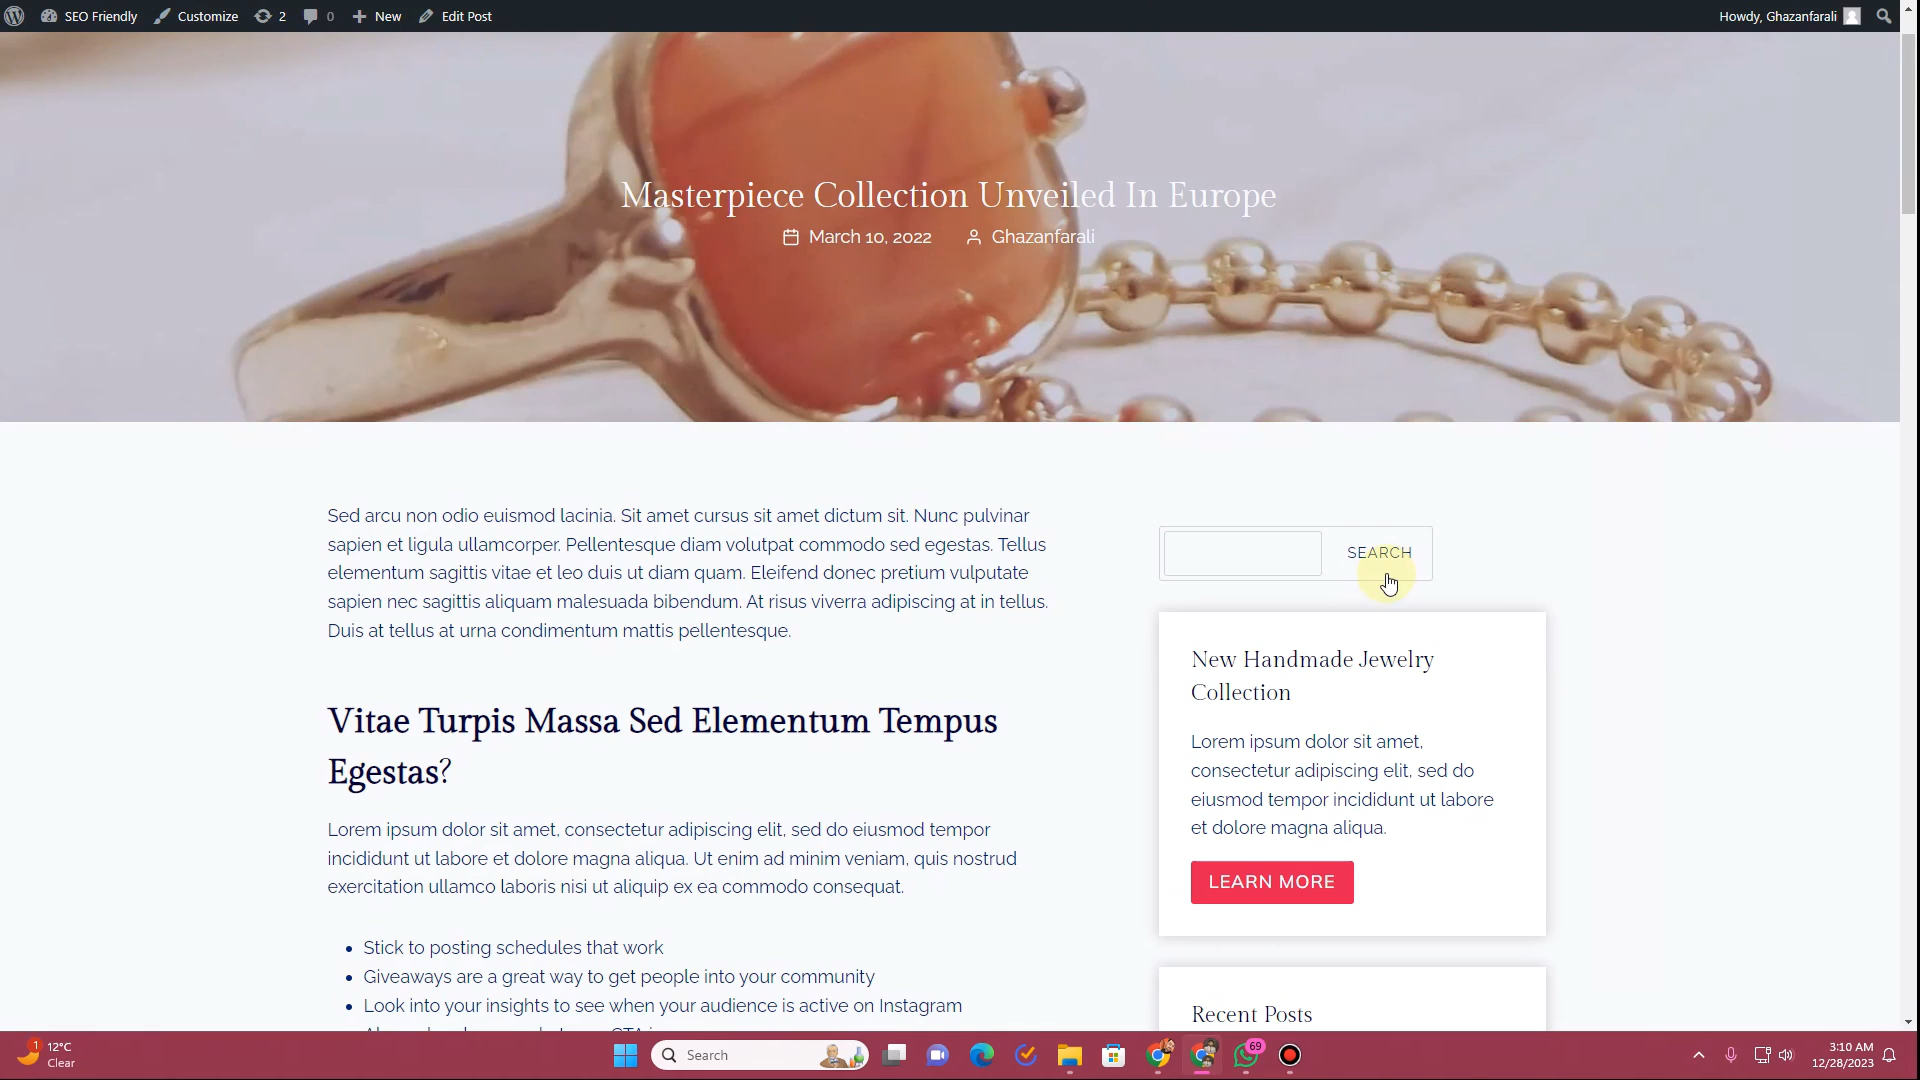 SEO Friendly Customize 2 0 New Edit Post Howdy, Ghazanfarali
Masterpiece Collection Unveiled In Europe
March 10, 2022 Ghazanfarali
Sed arcu non odio euismod lacinia. Sit amet cursus sit amet dictum sit. Nunc pulvinar
sapien et ligula ullamcorper. Pellentesque diam volutpat commodo sed egestas. Tellus
elementum sagittis vitae et leo duis ut diam quam. Eleifend donec pretium vulputate
sapien nec sagittis aliquam malesuada bibendum. At risus viverra adipiscing at in tellus.
Duis at tellus at urna condimentum mattis pellentesque.
Vitae Turpis Massa Sed Elementum Tempus
Egestas?
Lorem ipsum dolor sit amet, consectetur adipiscing elit, sed do eiusmod tempor
incididunt ut labore et dolore magna aliqua. Ut enim ad minim veniam, quis nostrud
exercitation ullamco laboris nisi ut aliquip ex ea commodo consequat.
Stick to posting schedules that work
Giveaways are a great way to get people into your community
Look into your insights to see when your audience is active on Instagram
SEARCH
New Handmade Jewelry
Collection
Lorem ipsum dolor sit amet,
consectetur adipiscing elit, sed do
eiusmod tempor incididunt ut labore
et dolore magna aliqua.
LEARN MORE
Recent Posts
1
12°C
Clear
Search
69
3:10 AM
12/28/2023